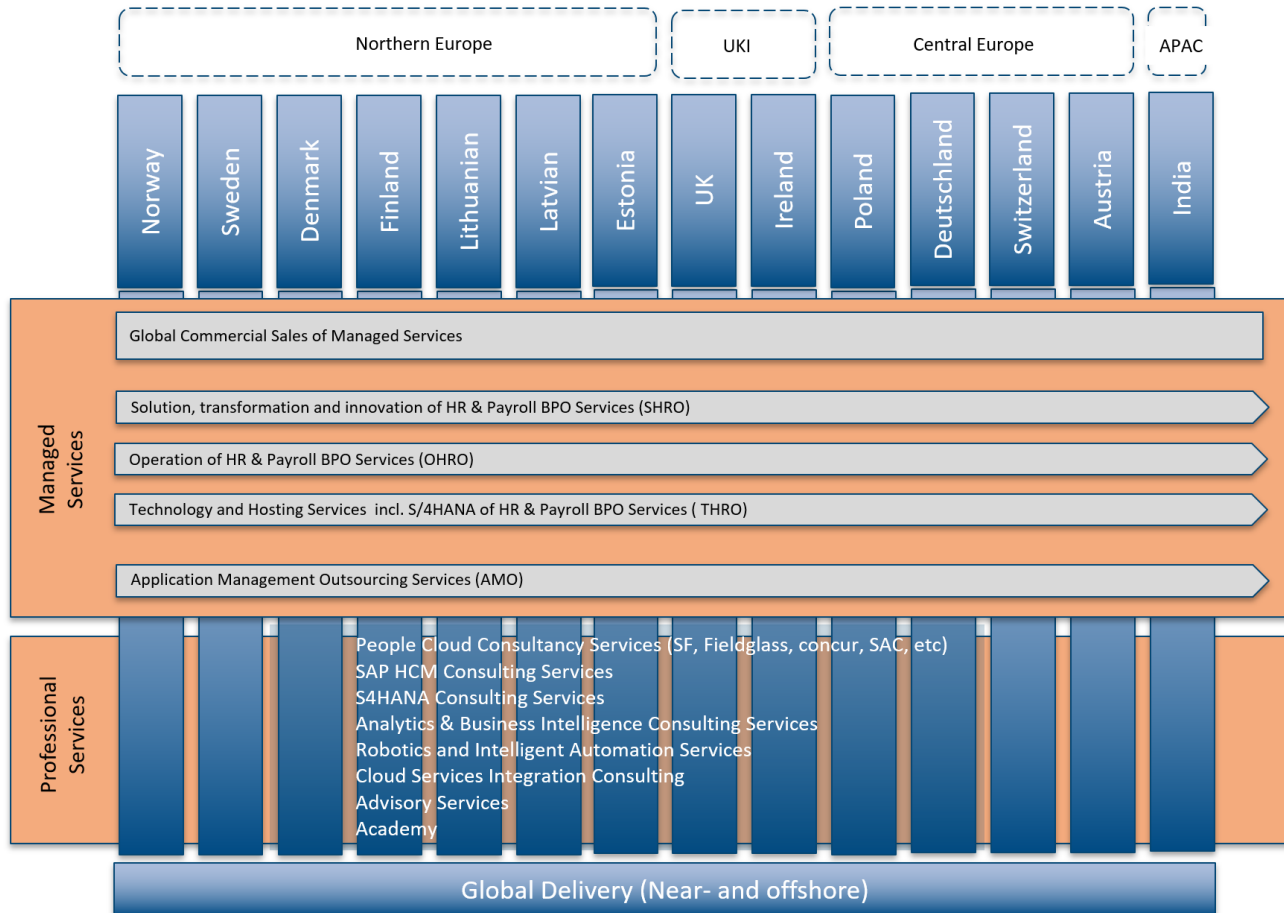 Northern Europe
UKI
Central Europe
APAC
Norway
Sweden
Denmark
Finland
Lithuanian
Latvian
Estonia
UK
Ireland
Poland
Deutschland
Switzerland
Austria
India
Managed
Services
Global Commercial Sales of Managed Services
Solution, transformation and innovation of HR & Payroll BPO Services (SHRO)
Operation of HR & Payroll BPO Services (OHRO)
Technology and Hosting Services  incl. S/4HANA of HR & Payroll BPO Services ( THRO)
Application Management Outsourcing Services (AMO)
Professional
Services
People Cloud Consultancy Services (SF, Fieldglass, concur, SAC, etc)
SAP HCM Consulting Services
S4HANA Consulting Services
Analytics & Business Intelligence Consulting Services
Robotics and Intelligent Automation Services
Cloud Services Integration Consulting
Advisory Services
Academy
Global Delivery (Near- and offshore)